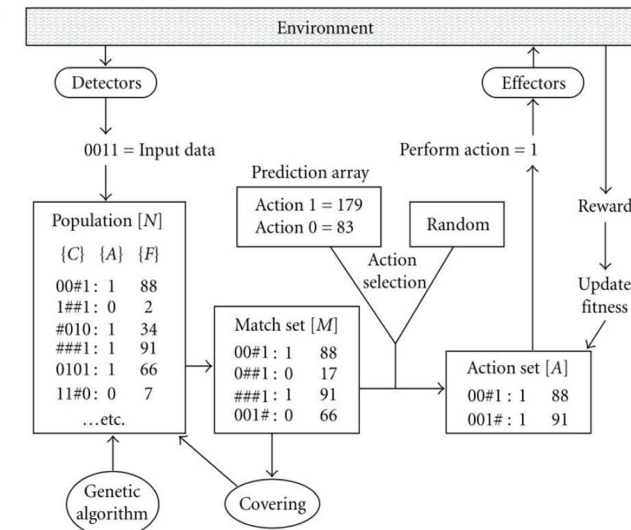 Environment
Detectors
Effectors
0011 = Input data
Perform action = 1
Prediction array
Action 1 = 179
Action 0 = 83
Random
Action
selection
Reward
Update
fitness
Population [N]
{C} {A} {F}
00#1: 1 88
1##1: 0 2
#010: 1 34
###1: 1 91
0101: 1 66
11#0: 0 7
...etc.
Match set [M]
00#1: 1 88
0##1: 0 17
###1: 1 91
001#: 0 66
Action set [A]
00#1: 1 88
001#: 1 91
Genetic
algorithm
Covering